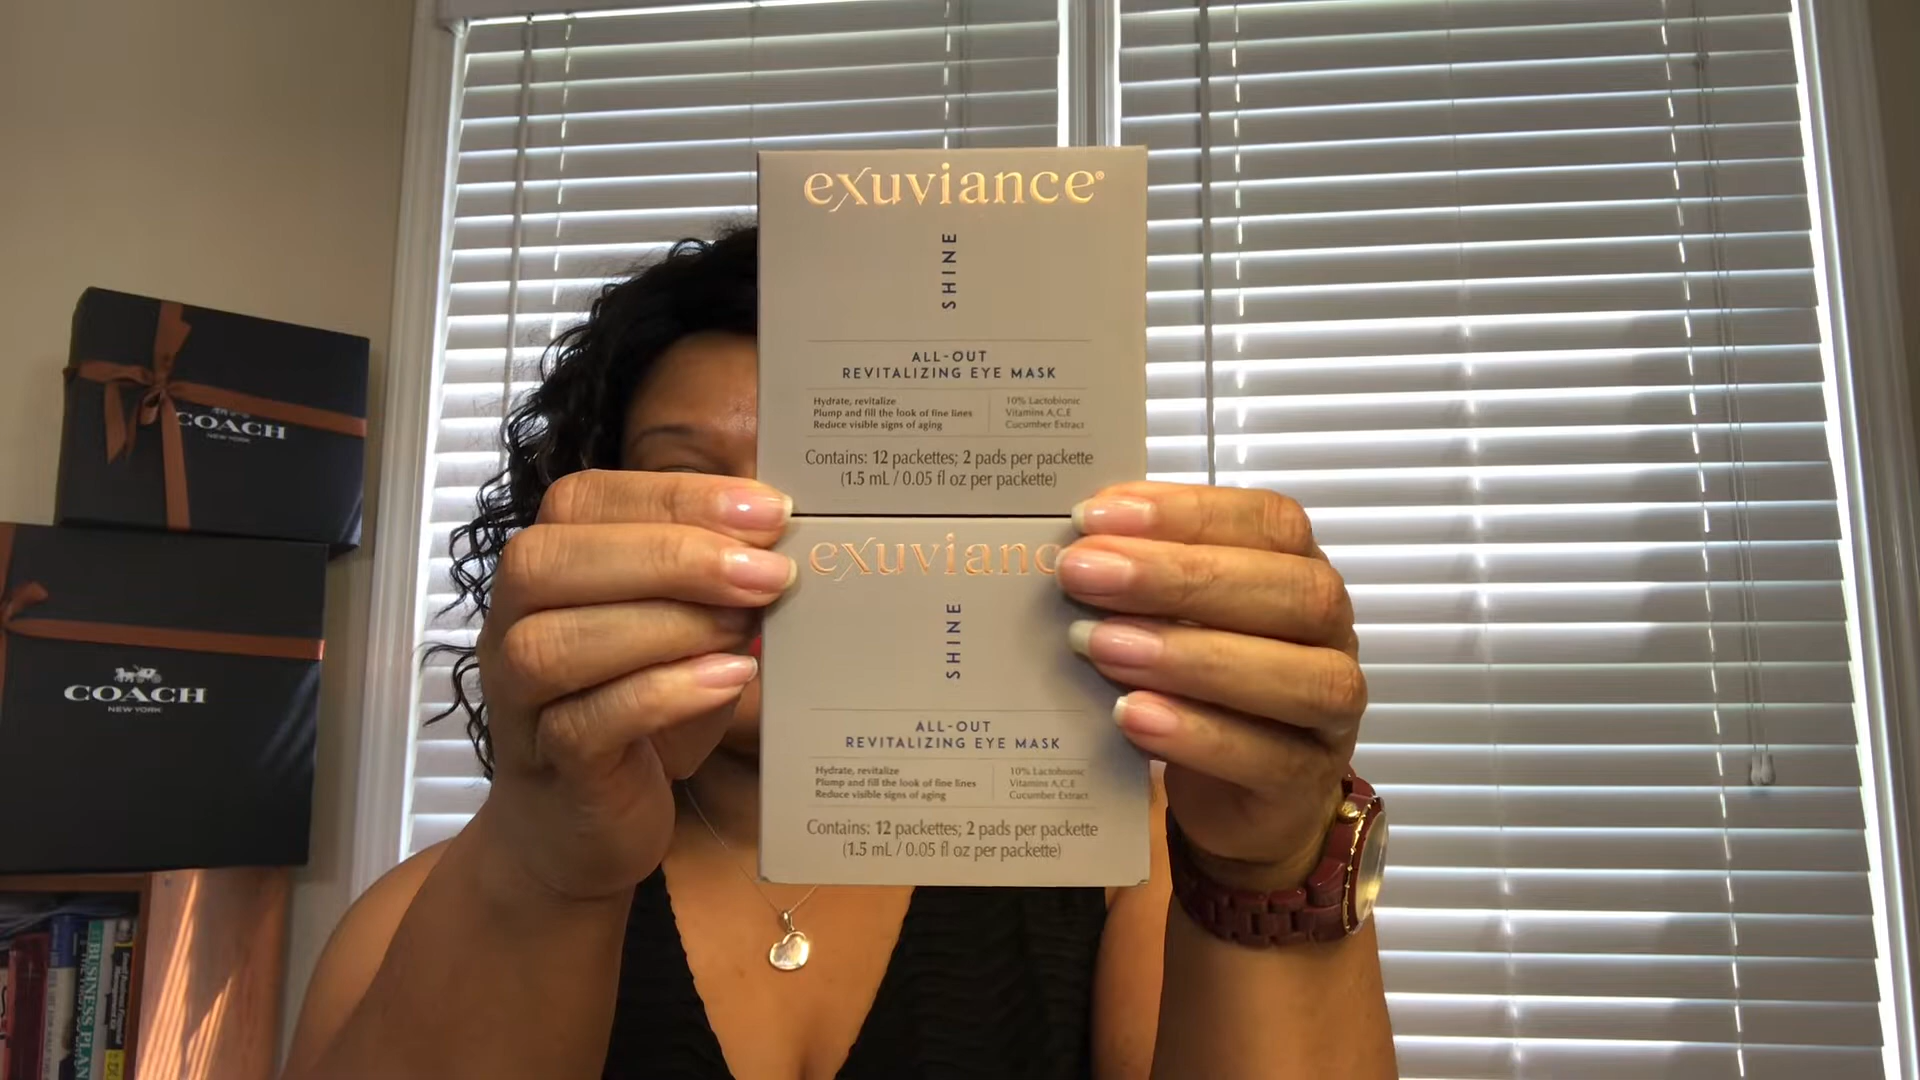 exuviance®
SHINE
ALL-OUT
REVITALIZING EYE MASK
Hydrate, revitalize
Plump and fill the look of fine lines
Reduce visible signs of aging
10% Lactobionic
Vitamins A,C,E
Cucumber Extract
Contains: 12 packettes; 2 pads per packette
(1.5 mL / 0.05 fl oz per packette)
exuvianc
SHINE
ALL-OUT
REVITALIZING EYE MASK
Hydrate, revitalize
Plump and fill the look of fine lines
Reduce visible signs of aging
10% Lactobionic
Vitamins A,C,E
Cucumber Extract
Contains: 12 packettes; 2 pads per packette
(1.5 mL / 0.05 fl oz per packette)
COACH
NEW YORK
COACH
NEW YORK
BUSINESS PLAN